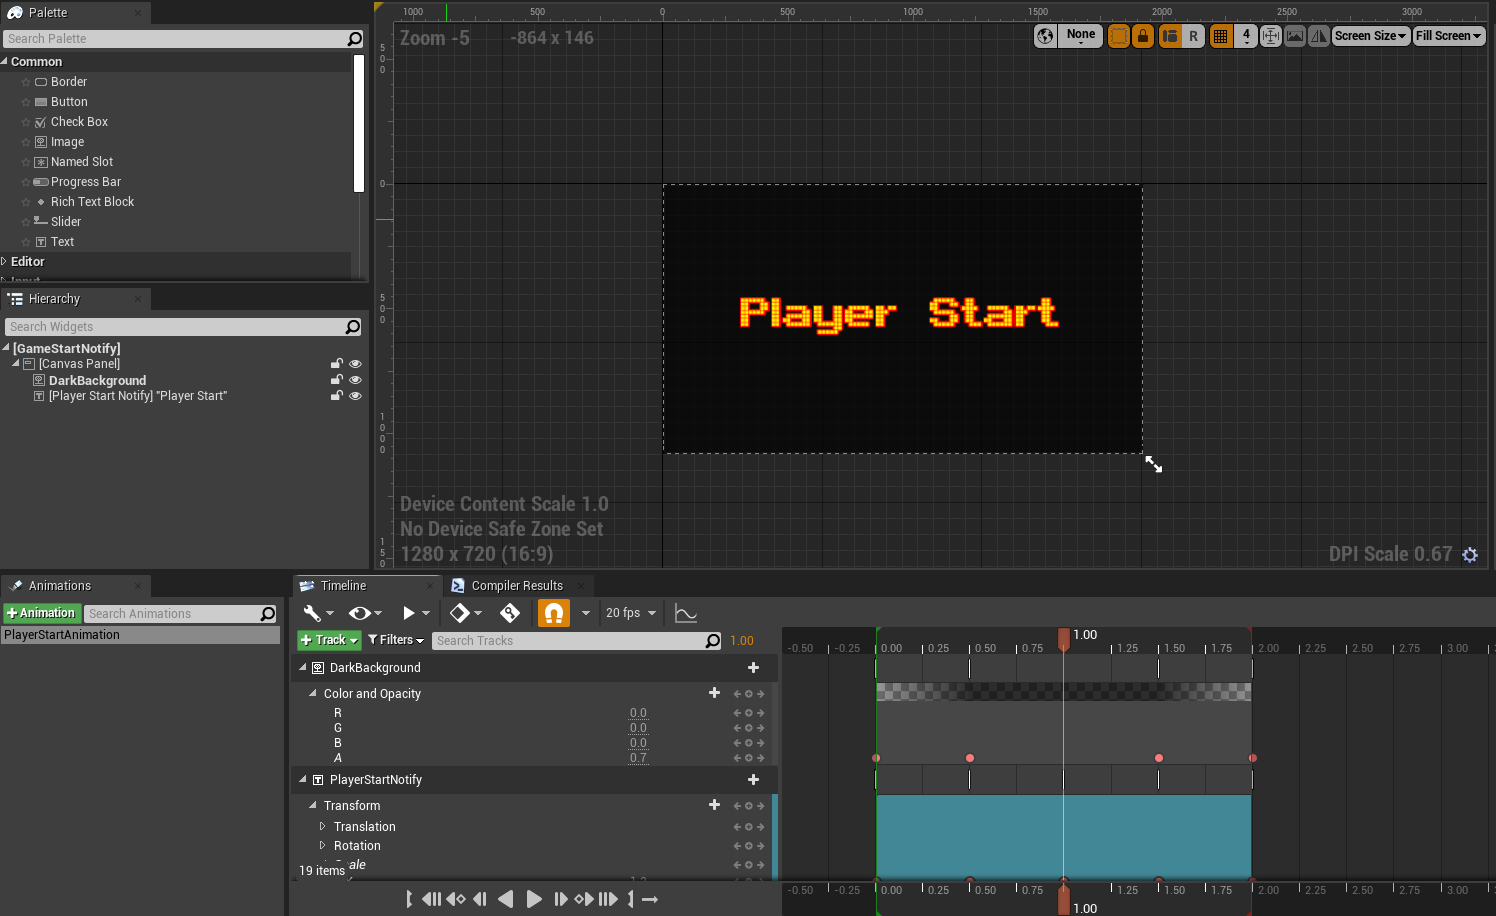 Palette
Search Palette
Common
Border
Button
Check Box
Image
Named Slot
Progress Bar
Rich Text Block
Slider
Text
Editor
Hierarchy
Search Widgets
[GameStartNotify]
[Canvas Panel]
DarkBackground
[Player Start Notify] "Player Start"
1000 500 0 500 1000 1500 2000 2500 3000
Zoom -5 -864 x 146
None R 4 Screen Size Fill Screen
500
0
500
1000
150
Player Start
Device Content Scale 1.0
No Device Safe Zone Set
1280 x 720 (16:9)
DPI Scale 0.67
Animations
+Animation Search Animations
PlayerStartAnimation
Timeline Compiler Results
20 fps
+ Track Filters Search Tracks 1.00
DarkBackground
Color and Opacity
R 0.0
G 0.0
B 0.0
A 0.7
PlayerStartNotify
Transform
Translation
Rotation
19 items
1.00
-0.50 -0.25 0.00 0.25 0.50 0.75 1.25 1.50 1.75 2.00 2.25 2.50 2.75 3.00
-0.50 -0.25 0.00 0.25 0.50 0.75 1.25 1.50 1.75 2.00 2.25 2.50 2.75 3.00
1.00